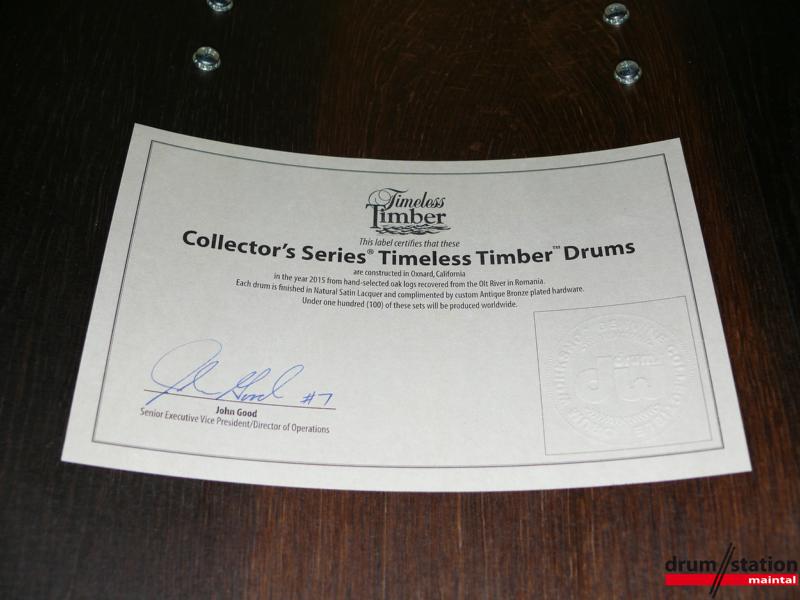 Timeless
Timber
This label certifies that these
Collector's Series® Timeless Timber™ Drums
are constructed in Oxnard, California
in the year 2015 from hand-selected oak logs recovered from the Olt River in Romania.
Each drum is finished in Natural Satin Lacquer and complimented by custom Antique Bronze plated hardware.
Under one hundred (100) of these sets will be produced worldwide.
John Good #7
John Good
Senior Executive Vice President/Director of Operations
drum//station
maintal